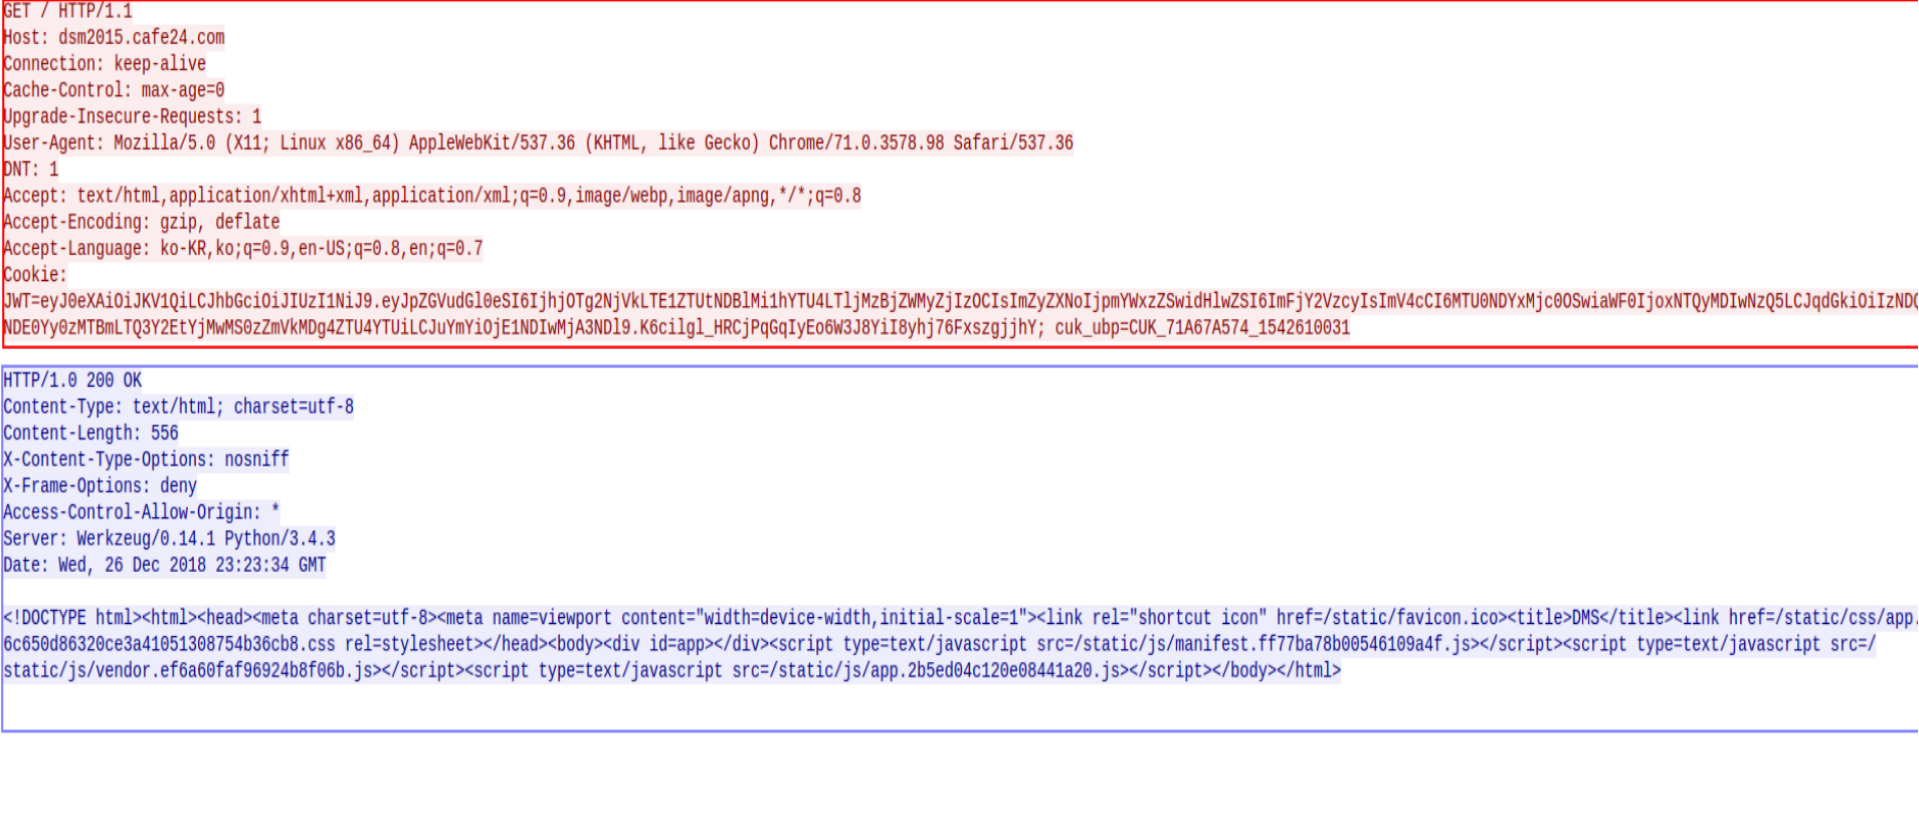 GET / HTTP/1.1
Host: dsm2015.cafe24.com
Connection: keep-alive
Cache-Control: max-age=0
Upgrade-Insecure-Requests: 1
User-Agent: Mozilla/5.0 (X11; Linux x86_64) AppleWebKit/537.36 (KHTML, like Gecko) Chrome/71.0.3578.98 Safari/537.36
DNT: 1
Accept: text/html,application/xhtml+xml,application/xml;q=0.9,image/webp,image/apng,*/*;q=0.8
Accept-Encoding: gzip, deflate
Accept-Language: ko-KR,ko;q=0.9,en-US;q=0.8,en;q=0.7
Cookie:
JWT=eyJ0eXAiOiJKV1QiLCJhbGciOiJIUzI1NiJ9.eyJpZGVudGl0eSI6IjhjOTg2NjVkLTE1ZTUtNDBlMi1hYTU4LTljMzBjZWMyZjIzOCIsImZyZXNoIjpmYWxzZSwidHlwZSI6ImFjY2VzcyIsImV4cCI6MTU0NDYxMjc0OSwiaWF0IjoxNTQyMDIwNzQ5LCJqdGkiOiIzNDQ
NDE0Yy0zMTBmLTQ3Y2EtYjMwMS0zZmVkMDg4ZTU4YTUiLCJuYmYiOjE1NDIwMjA3NDl9.K6cilgl_HRCjPqGqIyEo6W3J8YiI8yhj76FxszgjjhY; cuk_ubp=CUK_71A67A574_1542610031
HTTP/1.0 200 OK
Content-Type: text/html; charset=utf-8
Content-Length: 556
X-Content-Type-Options: nosniff
X-Frame-Options: deny
Access-Control-Allow-Origin: *
Server: Werkzeug/0.14.1 Python/3.4.3
Date: Wed, 26 Dec 2018 23:23:34 GMT
<!DOCTYPE html><html><head><meta charset=utf-8><meta name=viewport content="width=device-width,initial-scale=1"><link rel="shortcut icon" href=/static/favicon.ico><title>DMS</title><link href=/static/css/app.
6c650d86320ce3a41051308754b36cb8.css rel=stylesheet></head><body><div id=app></div><script type=text/javascript src=/static/js/manifest.ff77ba78b00546109a4f.js></script><script type=text/javascript src=/
static/js/vendor.ef6a60faf96924b8f06b.js></script><script type=text/javascript src=/static/js/app.2b5ed04c120e08441a20.js></script></body></html>